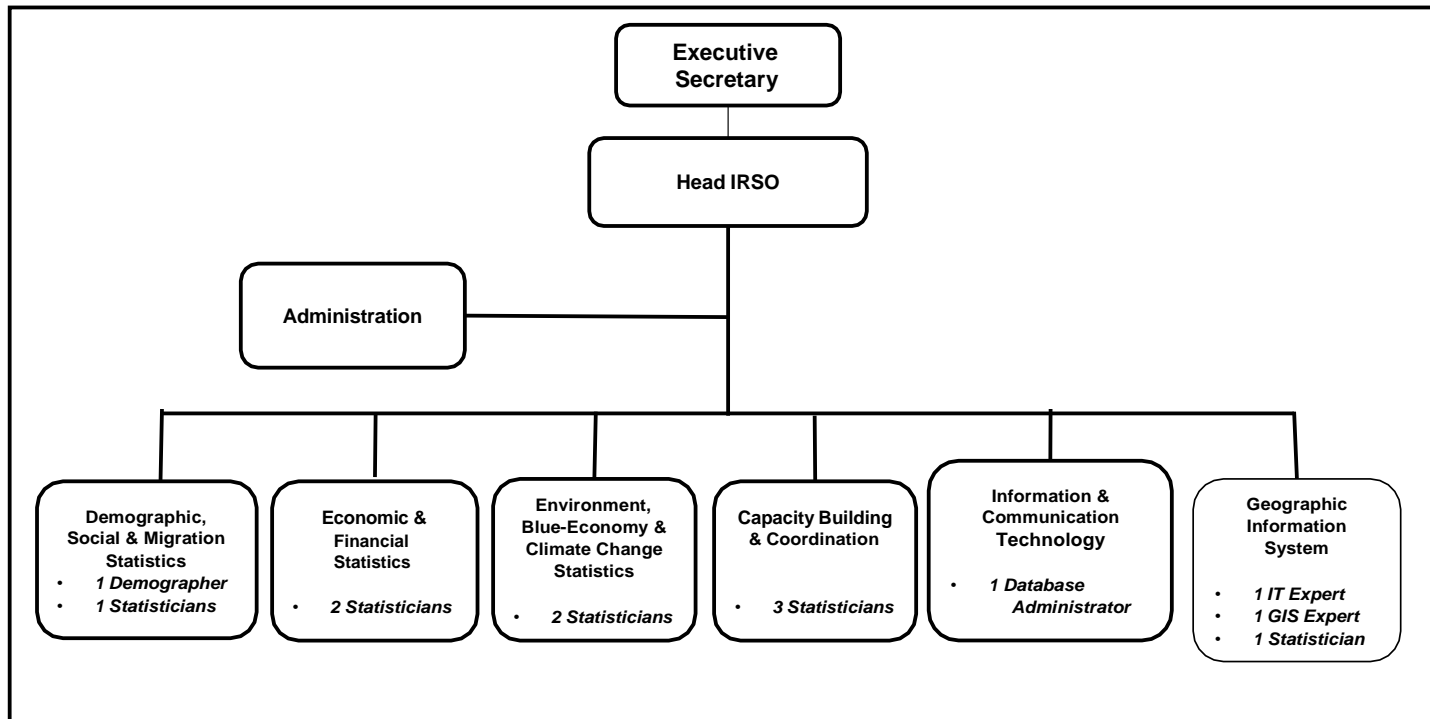 Executive
Secretary
Head IRSO
Administration
Demographic,
Social & Migration
Statistics
• 1 Demographer
• 1 Statisticians
Economic &
Financial
Statistics
• 2 Statisticians
Environment,
Blue-Economy &
Climate Change
Statistics
• 2 Statisticians
Capacity Building
& Coordination
• 3 Statisticians
Information &
Communication
Technology
• 1 Database
Administrator
Geographic
Information
System
• 1 IT Expert
• 1 GIS Expert
• 1 Statistician